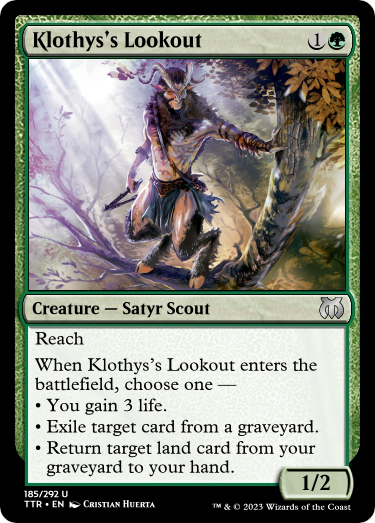 Klothys's Lookout 1
Creature — Satyr Scout
Reach
When Klothys's Lookout enters the
battlefield, choose one —
• You gain 3 life.
• Exile target card from a graveyard.
• Return target land card from your
graveyard to your hand.
1/2
185/292 U
TTR • EN Cristian Huerta
™ & © 2023 Wizards of the Coast